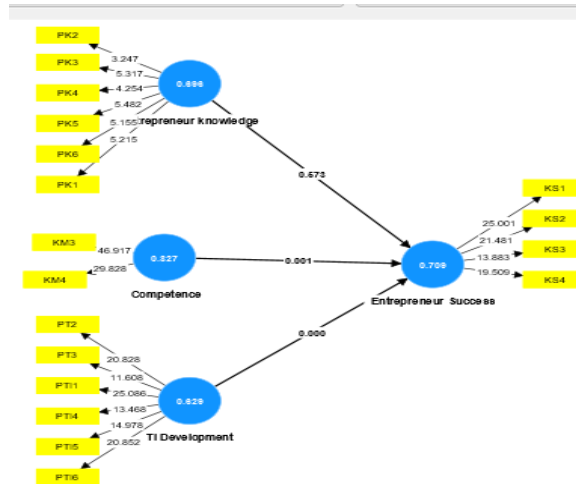 PK2
PK3
PK4
PK5
PK6
PK1
3.247
5.317
4.254
5.482
5.155
5.215
0.696
trepreneur knowledge
0.573
KM3
KM4
46.917
29.828
0.827
Competence
0.001
PT2
PT3
PTI1
PTI4
PTI5
PTI6
20.828
11.608
25.086
13.468
14.978
20.852
0.629
TI Development
0.000
0.709
Entrepreneur Success
25.001
21.481
13.883
19.509
KS1
KS2
KS3
KS4